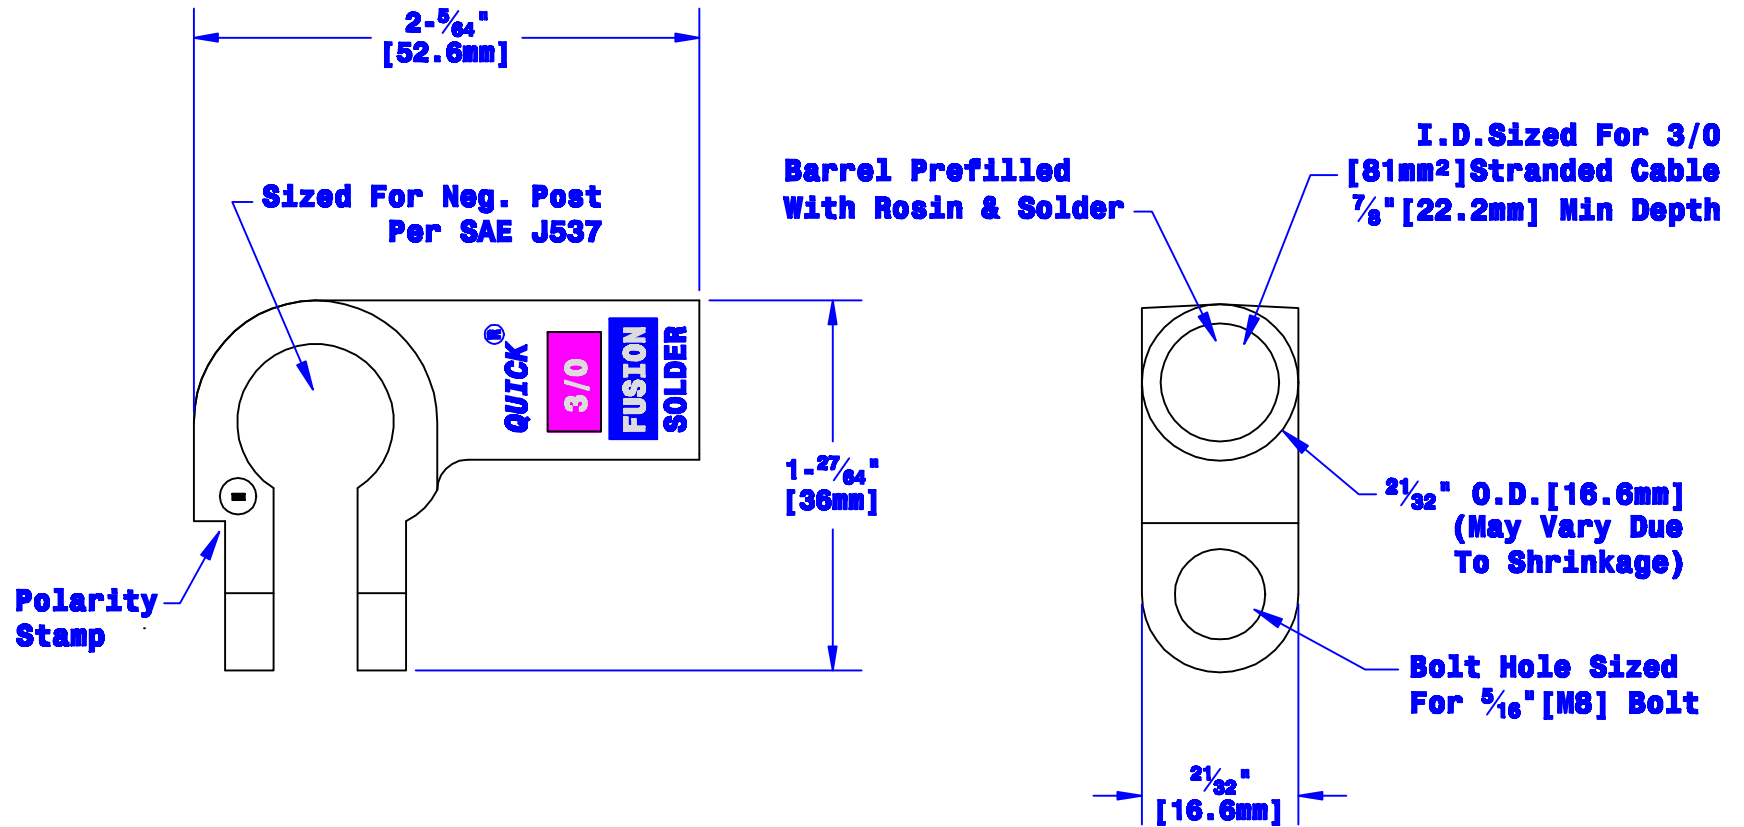 2-5/64"
[52.6mm]
Sized For Neg. Post
Per SAE J537
QUICK®
3/0
FUSION
SOLDER
Polarity
Stamp
1-27/64"
[36mm]
Barrel Prefilled
With Rosin & Solder
I.D.Sized For 3/0
[81mm²]Stranded Cable
7/8"[22.2mm] Min Depth
21/32" O.D.[16.6mm]
(May Vary Due
To Shrinkage)
Bolt Hole Sized
For 5/16"[M8] Bolt
21/32"
[16.6mm]